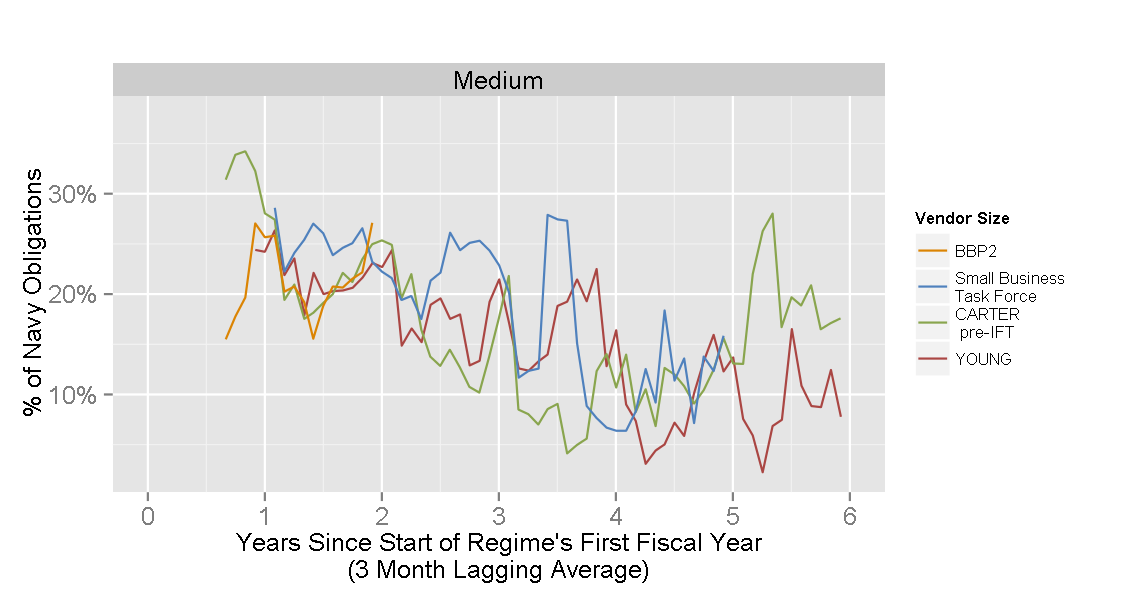 Medium
% of Navy Obligations
30%
20%
10%
0 1 2 3 4 5 6
Years Since Start of Regime's First Fiscal Year
(3 Month Lagging Average)
Vendor Size
BBP2
Small Business
Task Force
CARTER
pre-IFT
YOUNG